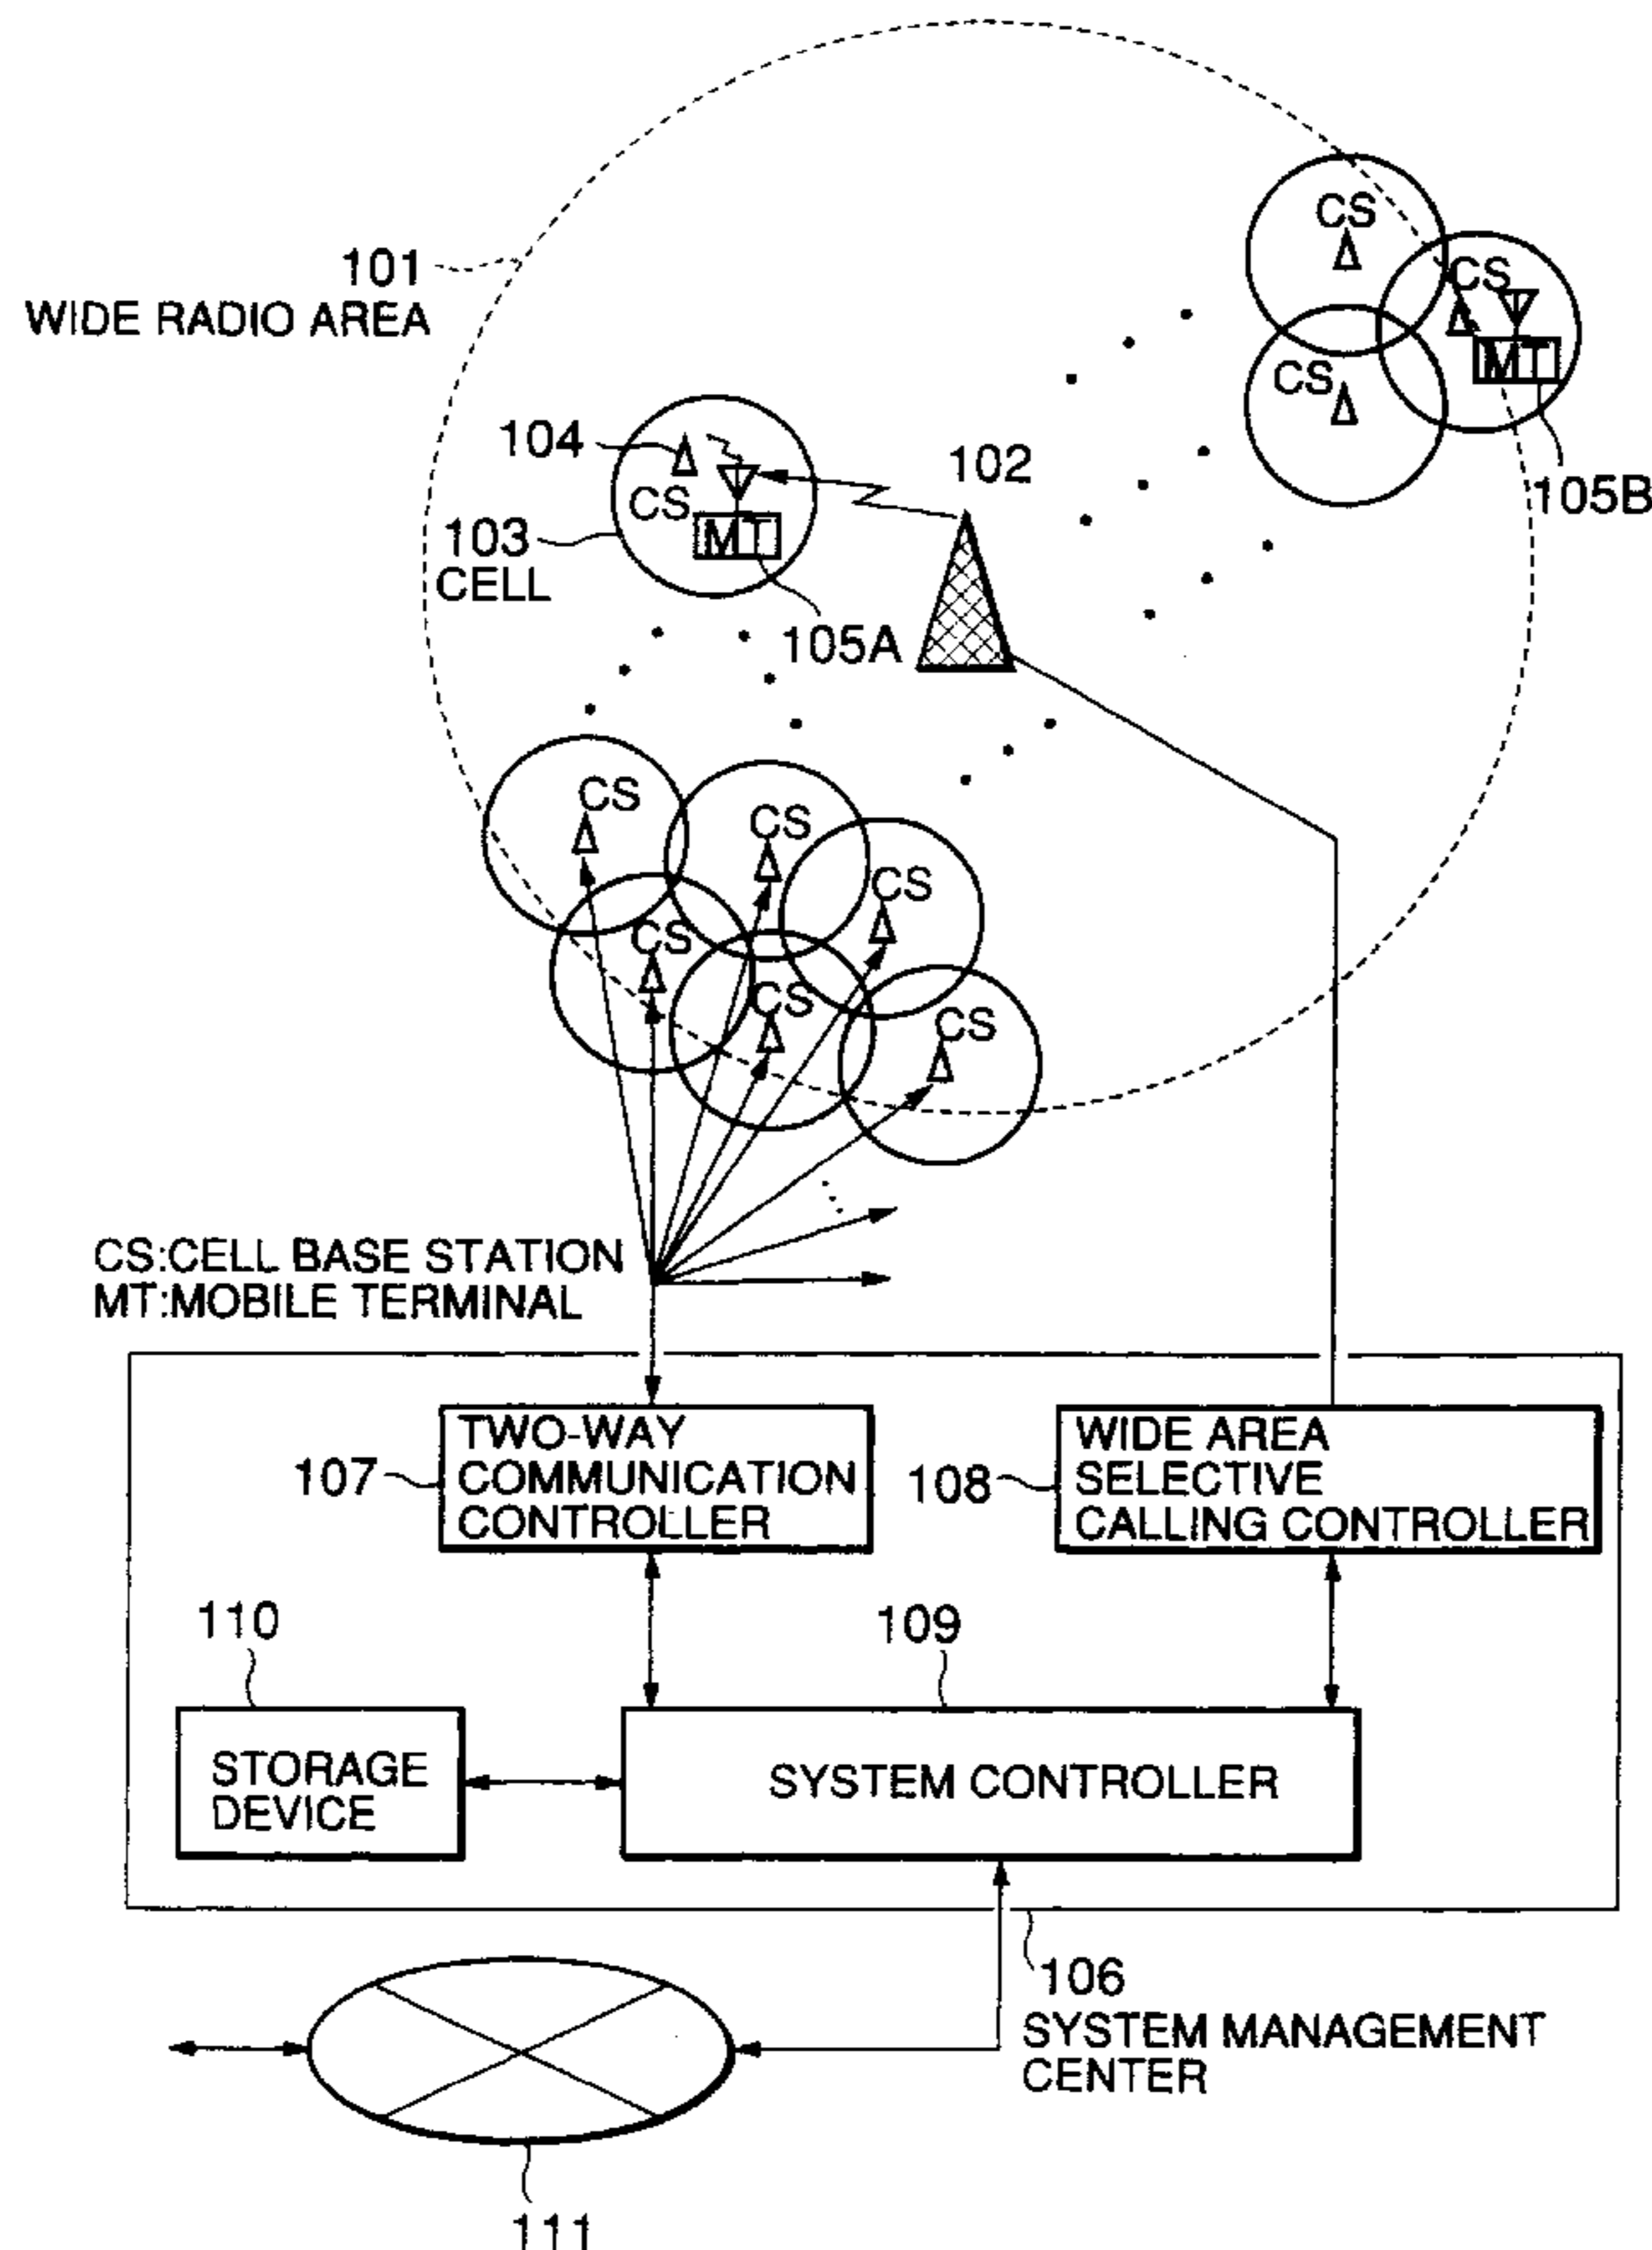 101
WIDE RADIO AREA
CS
CS
CS
MT
105B
104
CS
MT
103
CELL
105A
102
CS
CS
CS
CS
CS
CS
CS:CELL BASE STATION
MT:MOBILE TERMINAL
107
TWO-WAY
COMMUNICATION
CONTROLLER
108
WIDE AREA
SELECTIVE
CALLING CONTROLLER
110
109
STORAGE
DEVICE
SYSTEM CONTROLLER
106
SYSTEM MANAGEMENT
CENTER
111